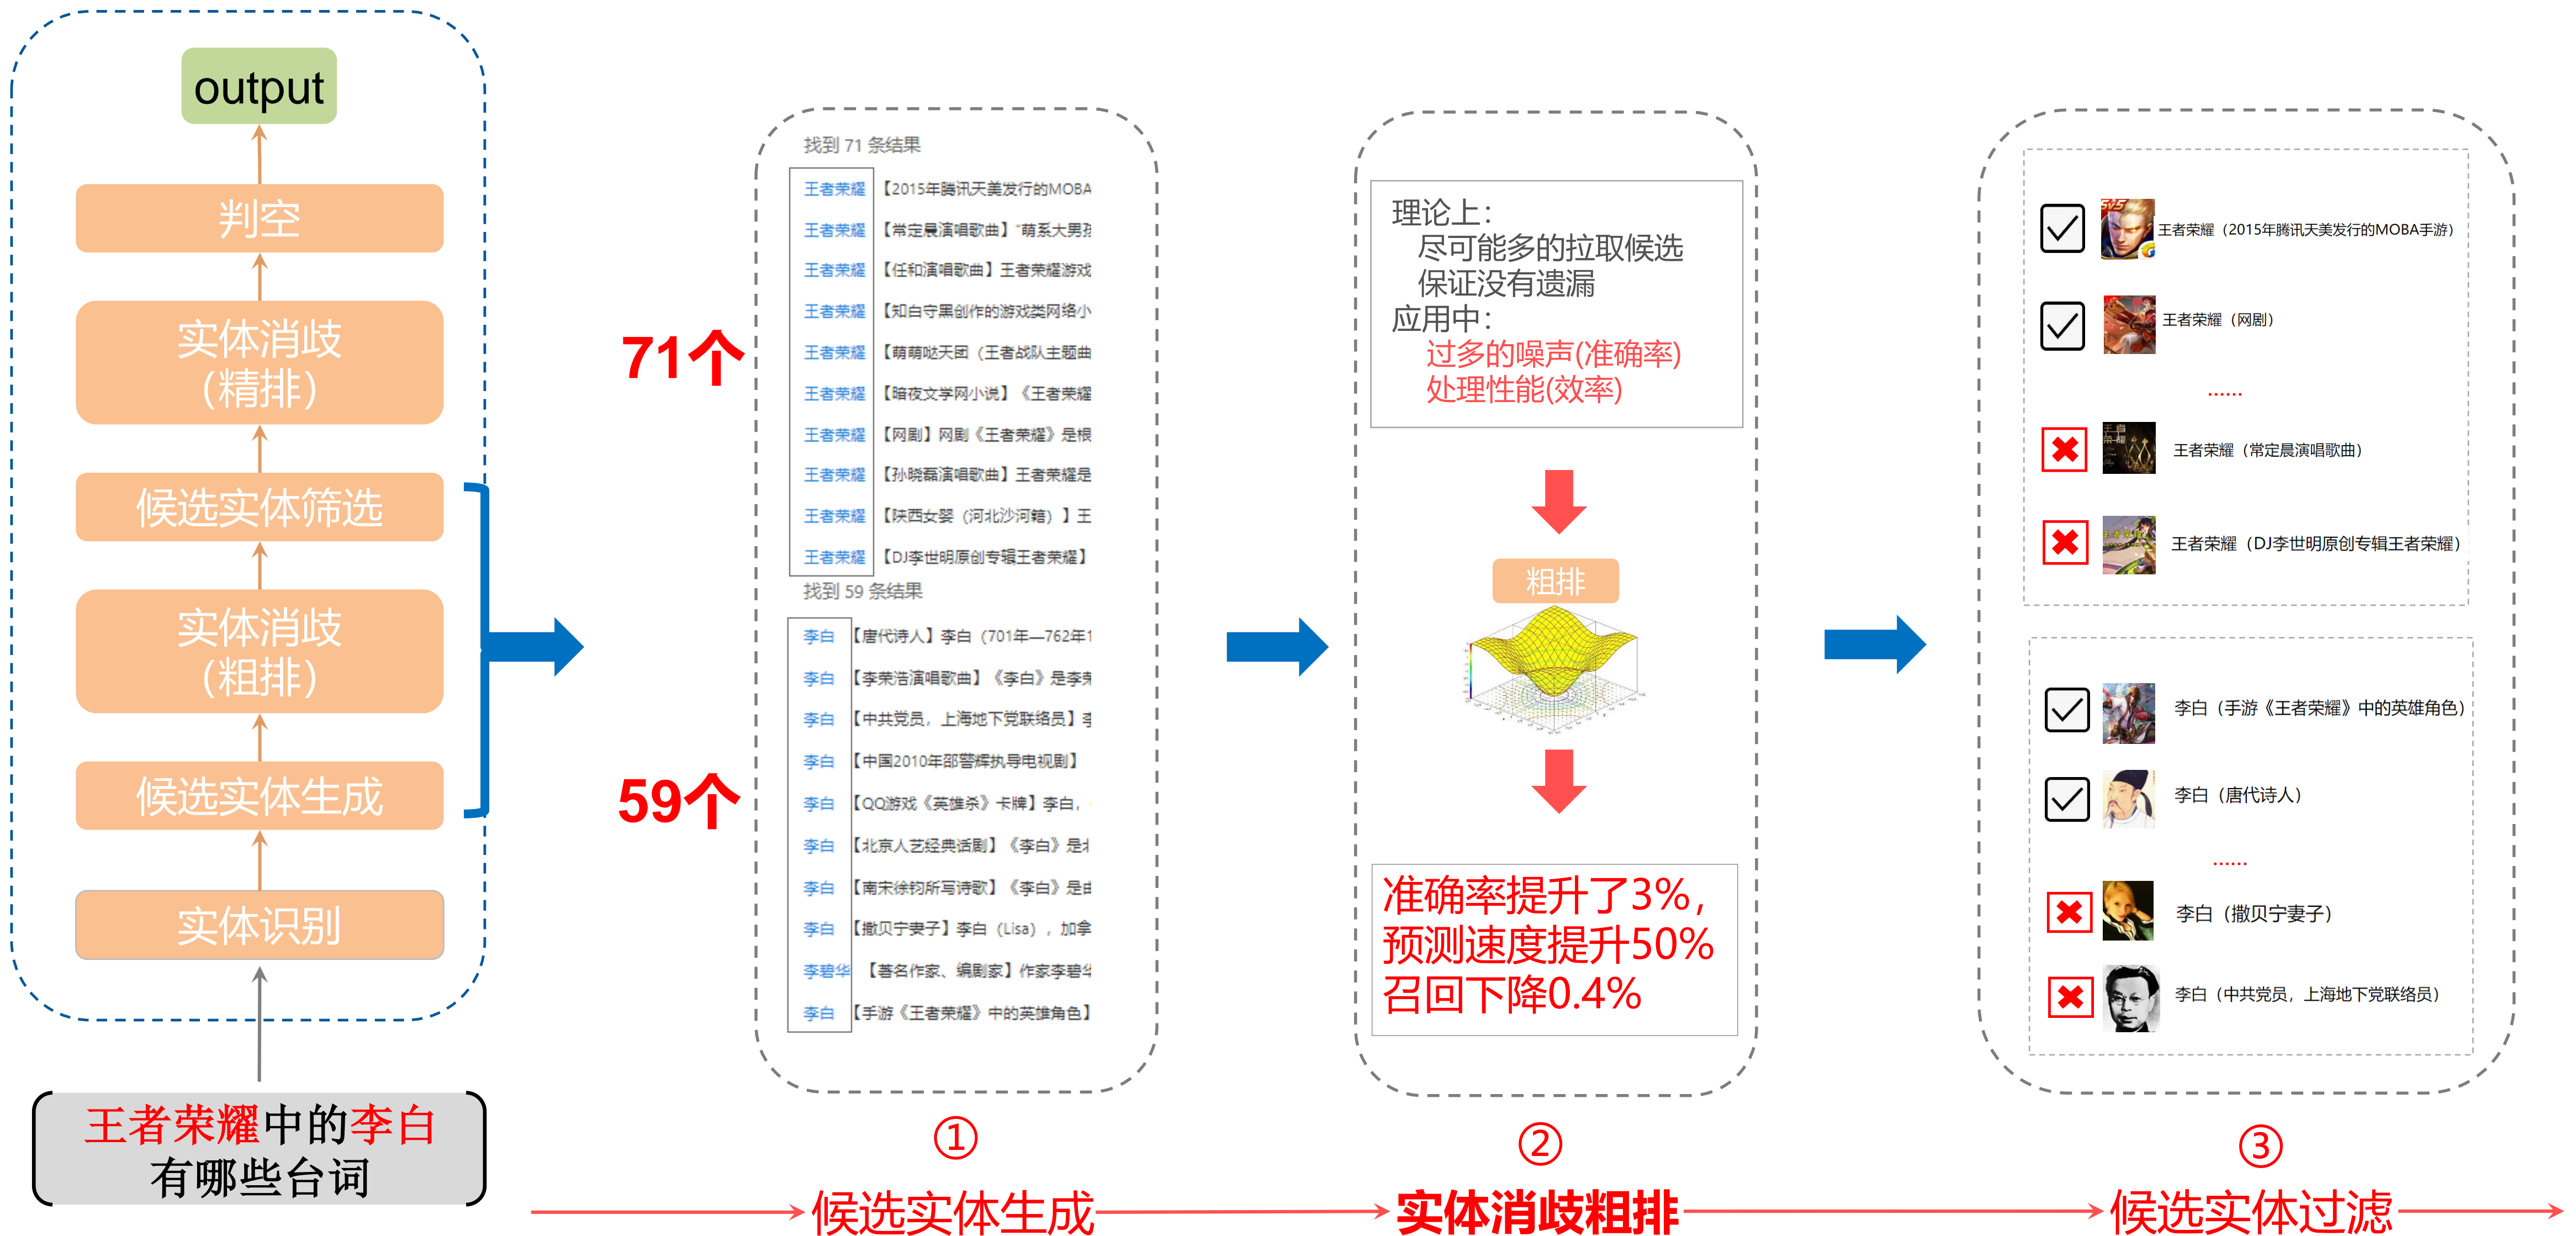 output
判空
实体消歧
（精排）
候选实体筛选
实体消歧
（粗排）
候选实体生成
实体识别
王者荣耀中的李白
有哪些台词
71个
59个
找到 71 条结果
王者荣耀 【2015年腾讯天美发行的MOBA
王者荣耀 【常定晨演唱歌曲】“萌系大男孩
王者荣耀 【任和演唱歌曲】王者荣耀游戏
王者荣耀 【知白守黑创作的游戏类网络小
王者荣耀 【萌萌哒天团（王者战队主题曲
王者荣耀 【暗夜文学网小说】《王者荣耀
王者荣耀 【网剧】网剧《王者荣耀》是根
王者荣耀 【孙晓磊演唱歌曲】王者荣耀是
王者荣耀 【陕西女婴（河北沙河籍）】王
王者荣耀 【DJ李世明原创专辑王者荣耀】
找到 59 条结果
李白 【唐代诗人】李白（701年—762年1
李白 【李荣浩演唱歌曲】《李白》是李荣
李白 【中共党员，上海地下党联络员】李
李白 【中国2010年邵警辉执导电视剧】
李白 【QQ游戏《英雄杀》卡牌】李白，
李白 【北京人艺经典话剧】《李白》是北
李白 【南宋徐钧所写诗歌】《李白》是由
李白 【撒贝宁妻子】李白（Lisa），加拿
李碧华 【著名作家、编剧家】作家李碧华
李白 【手游《王者荣耀》中的英雄角色】
①
候选实体生成
理论上：
尽可能多的拉取候选
保证没有遗漏
应用中：
过多的噪声(准确率)
处理性能(效率)
粗排
准确率提升了3%，
预测速度提升50%
召回下降0.4%
②
实体消歧粗排
王者荣耀（2015年腾讯天美发行的MOBA手游）
王者荣耀（网剧）
······
王者荣耀（常定晨演唱歌曲）
王者荣耀（DJ李世明原创专辑王者荣耀）
李白（手游《王者荣耀》中的英雄角色）
李白（唐代诗人）
······
李白（撒贝宁妻子）
李白（中共党员，上海地下党联络员）
③
候选实体过滤